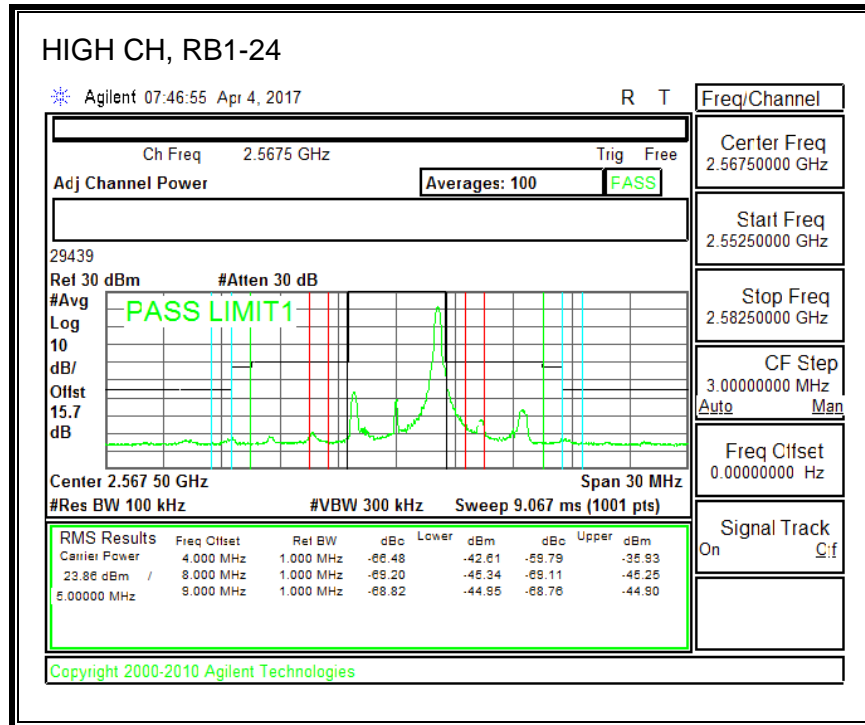 HIGH CH, RB1-24
Agilent 07:46:55 Apr 4, 2017 R T
Freq/Channel
Ch Freq 2.5675 GHz Trig Free
Adj Channel Power Averages: 100 PASS
Center Freq
2.56750000 GHz
Start Freq
2.55250000 GHz
Stop Freq
2.58250000 GHz
CF Step
3.00000000 MHz
Auto Man
Freq Offset
0.00000000 Hz
Signal Track
On Off
29439
Ref 30 dBm #Atten 30 dB
#Avg
Log
10
dB/
Offst
15.7
dB
PASS LIMIT1
Center 2.567 50 GHz Span 30 MHz
#Res BW 100 kHz #VBW 300 kHz Sweep 9.067 ms (1001 pts)
RMS Results Freq Offset Ref BW dBc Lower dBm dBc Upper dBm
Carrier Power 4.000 MHz 1.000 MHz -66.48 -42.61 -59.79 -35.93
23.86 dBm / 8.000 MHz 1.000 MHz -69.20 -45.34 -69.11 -45.25
5.00000 MHz 9.000 MHz 1.000 MHz -68.82 -44.95 -68.76 -44.90
Copyright 2000-2010 Agilent Technologies